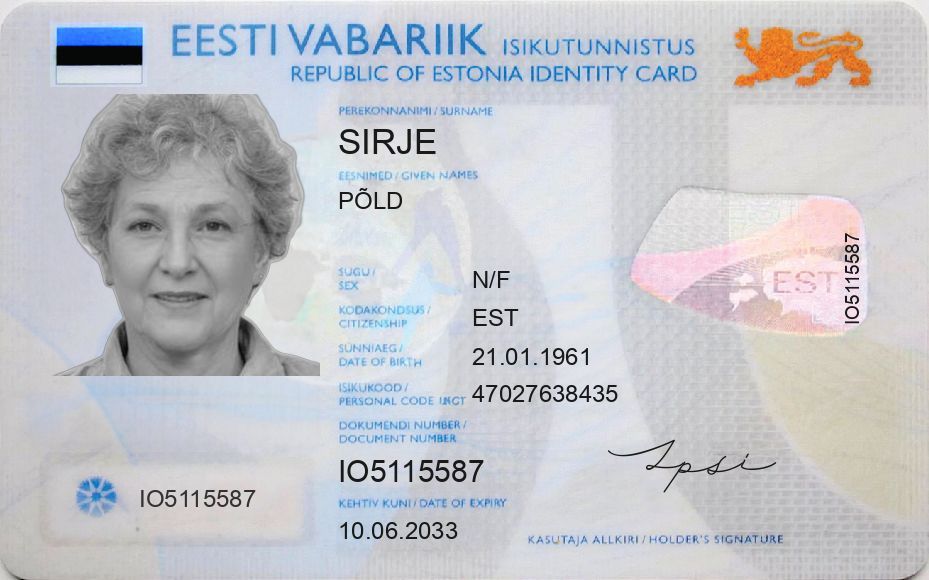 EESTI VABARIIK ISIKUTUNNISTUS
REPUBLIC OF ESTONIA IDENTITY CARD
PEREKONNANIMI / SURNAME
SIRJE
EESNIMED / GIVEN NAMES
PÕLD
SUGU /
SEX
N/F
KODAKONDSUS /
CITIZENSHIP
EST
SÜNNIAEG /
DATE OF BIRTH
21.01.1961
ISIKUKOOD /
PERSONAL CODE
47027638435
DOKUMENDI NUMBER /
DOCUMENT NUMBER
IO5115587
KEHTIV KUNI / DATE OF EXPIRY
10.06.2033
IO5115587
EST
IO5115587
KASUTAJA ALLKIRI / HOLDER'S SIGNATURE